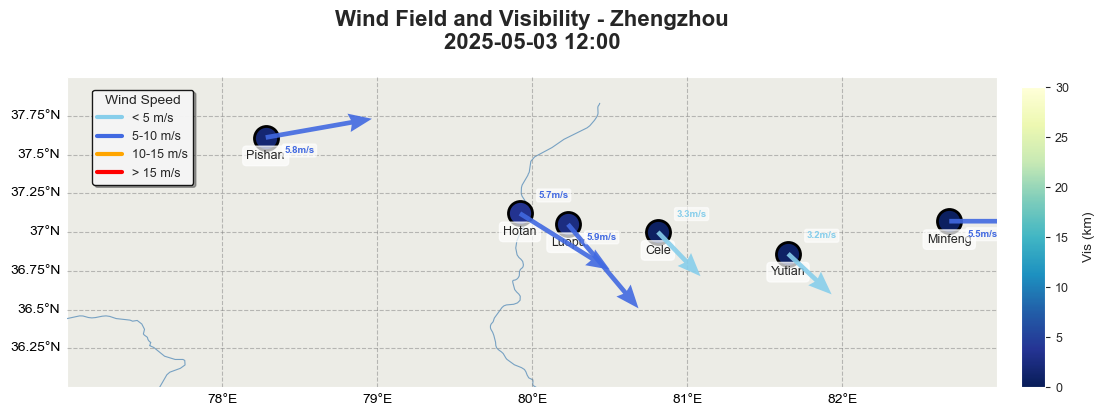 Wind Field and Visibility - Zhengzhou
2025-05-03 12:00
Wind Speed
< 5 m/s
5-10 m/s
10-15 m/s
> 15 m/s
37.75°N
37.5°N
37.25°N
37°N
36.75°N
36.5°N
36.25°N
78°E
79°E
80°E
81°E
82°E
Pishan
5.8m/s
Hotan
5.7m/s
Luopu
5.9m/s
Cele
3.3m/s
Yutian
3.2m/s
Minfeng
5.5m/s
30
25
20
15
10
5
0
Vis (km)